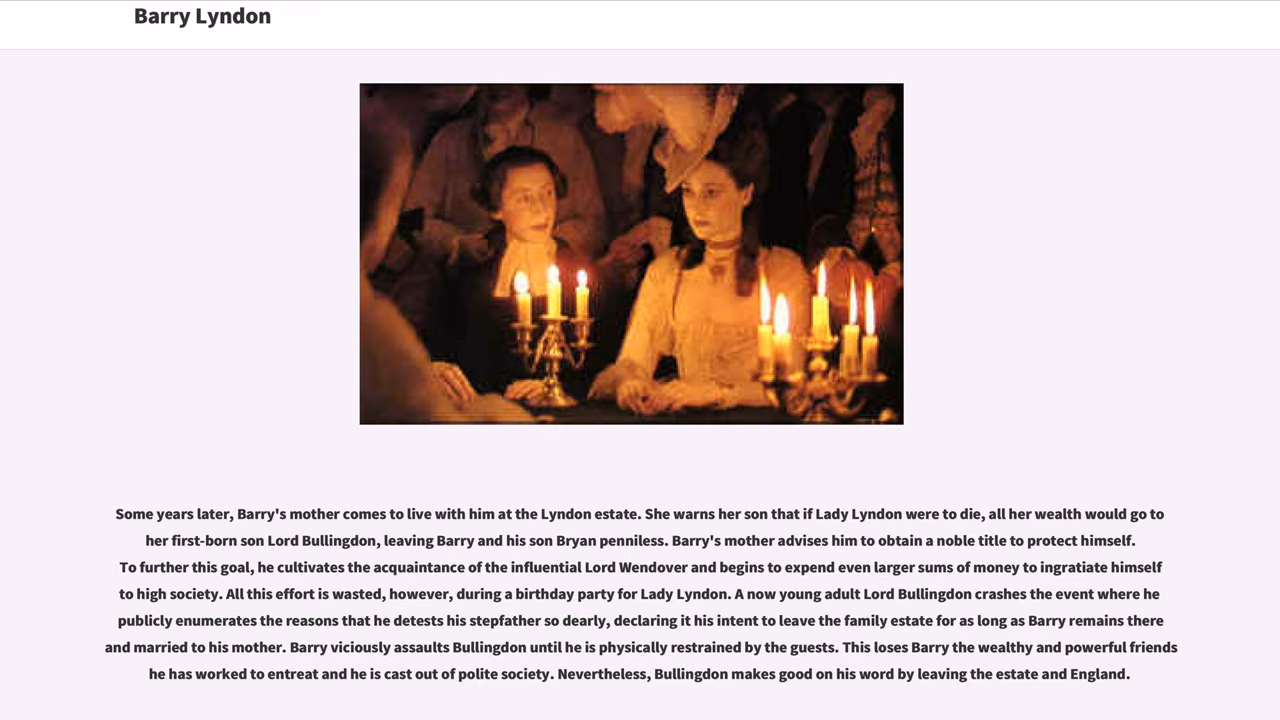 Barry Lyndon
Some years later, Barry's mother comes to live with him at the Lyndon estate. She warns her son that if Lady Lyndon were to die, all her wealth would go to
her first-born son Lord Bullingdon, leaving Barry and his son Bryan penniless. Barry's mother advises him to obtain a noble title to protect himself.
To further this goal, he cultivates the acquaintance of the influential Lord Wendover and begins to expend even larger sums of money to ingratiate himself
to high society. All this effort is wasted, however, during a birthday party for Lady Lyndon. A now young adult Lord Bullingdon crashes the event where he
publicly enumerates the reasons that he detests his stepfather so dearly, declaring it his intent to leave the family estate for as long as Barry remains there
and married to his mother. Barry viciously assaults Bullingdon until he is physically restrained by the guests. This loses Barry the wealthy and powerful friends
he has worked to entreat and he is cast out of polite society. Nevertheless, Bullingdon makes good on his word by leaving the estate and England.